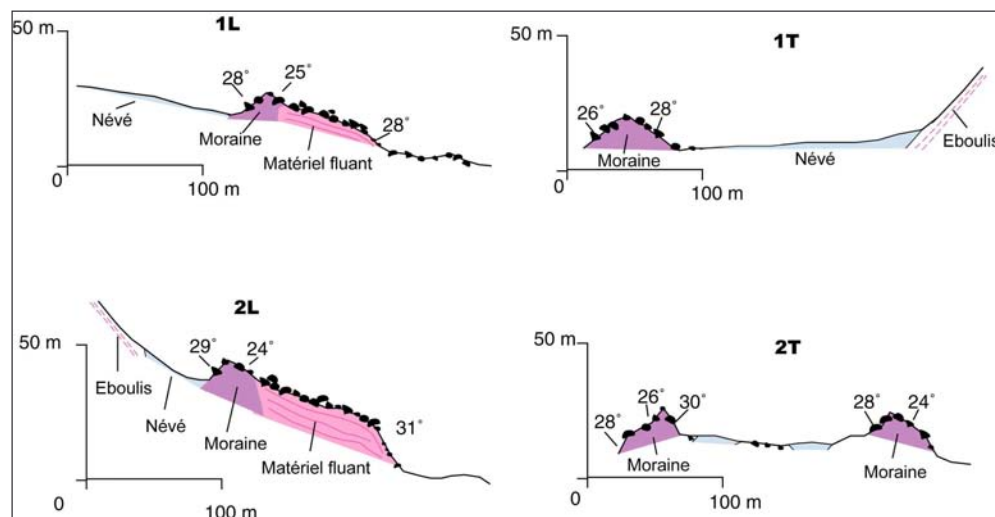 1L
50 m
28°
25°
Névé
Moraine
28°
Matériel fluant
0
100 m
1T
50 m
26°
28°
Moraine
Névé
Eboulis
0
100 m
2L
50 m
29°
24°
Eboulis
Névé
Moraine
31°
Matériel fluant
0
100 m
2T
50 m
26°
30°
28°
28°
24°
Moraine
Moraine
0
100 m